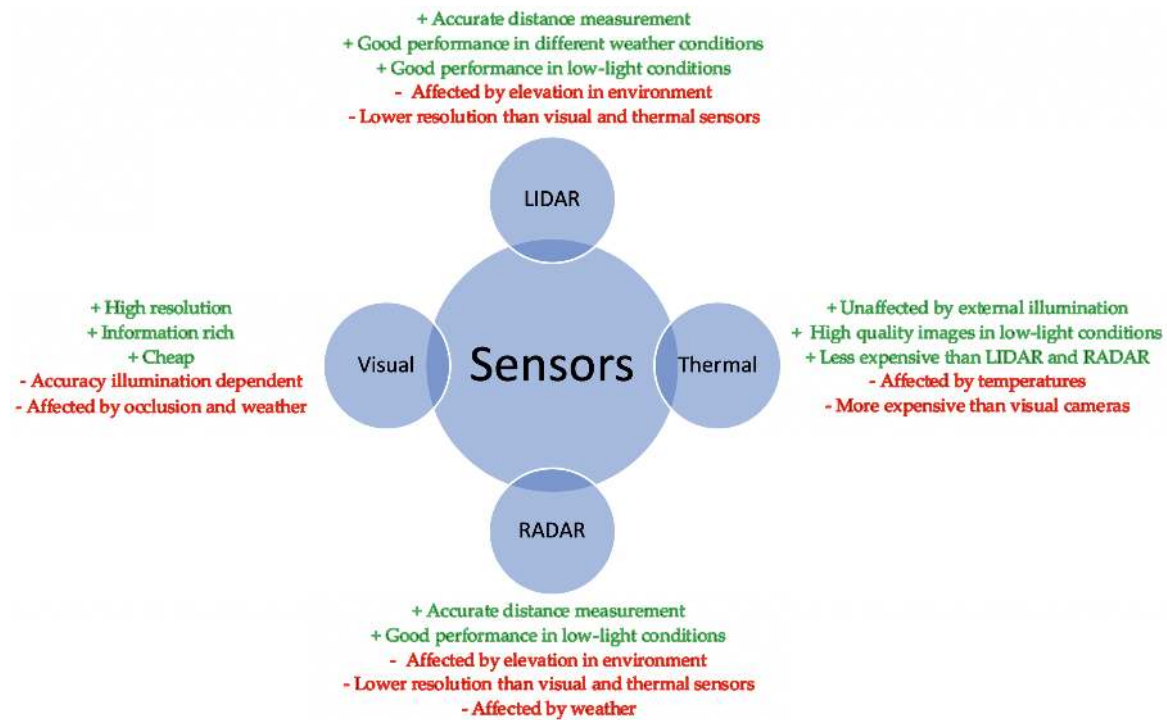 + Accurate distance measurement
+ Good performance in different weather conditions
+ Good performance in low-light conditions
- Affected by elevation in environment
- Lower resolution than visual and thermal sensors
LIDAR
+ High resolution
+ Information rich
+ Cheap
- Accuracy illumination dependent
- Affected by occlusion and weather
Visual
Sensors
Thermal
+ Unaffected by external illumination
+ High quality images in low-light conditions
+ Less expensive than LIDAR and RADAR
- Affected by temperatures
- More expensive than visual cameras
RADAR
+ Accurate distance measurement
+ Good performance in low-light conditions
- Affected by elevation in environment
- Lower resolution than visual and thermal sensors
- Affected by weather